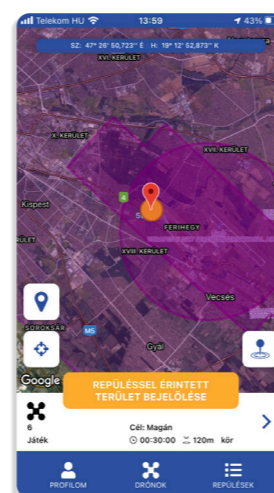 Telekom HU 13:59 43%
SZ: 47° 26' 50,723'' É H: 19° 12' 52,873'' K
XVI. KERÜLET
X. KERÜLET
XVII. KERÜLET
4
Kispest
FERIHEGY
XVIII. KERÜLET
Vecsés
SOROKSÁR
M5
Gyál
Google
REPÜLÉSSEL ÉRINTETT
TERÜLET BEJELÖLÉSE
6 Cél: Magán
Játék 00:30:00 120m kör
PROFILOM DRÓNOK REPÜLÉSEK